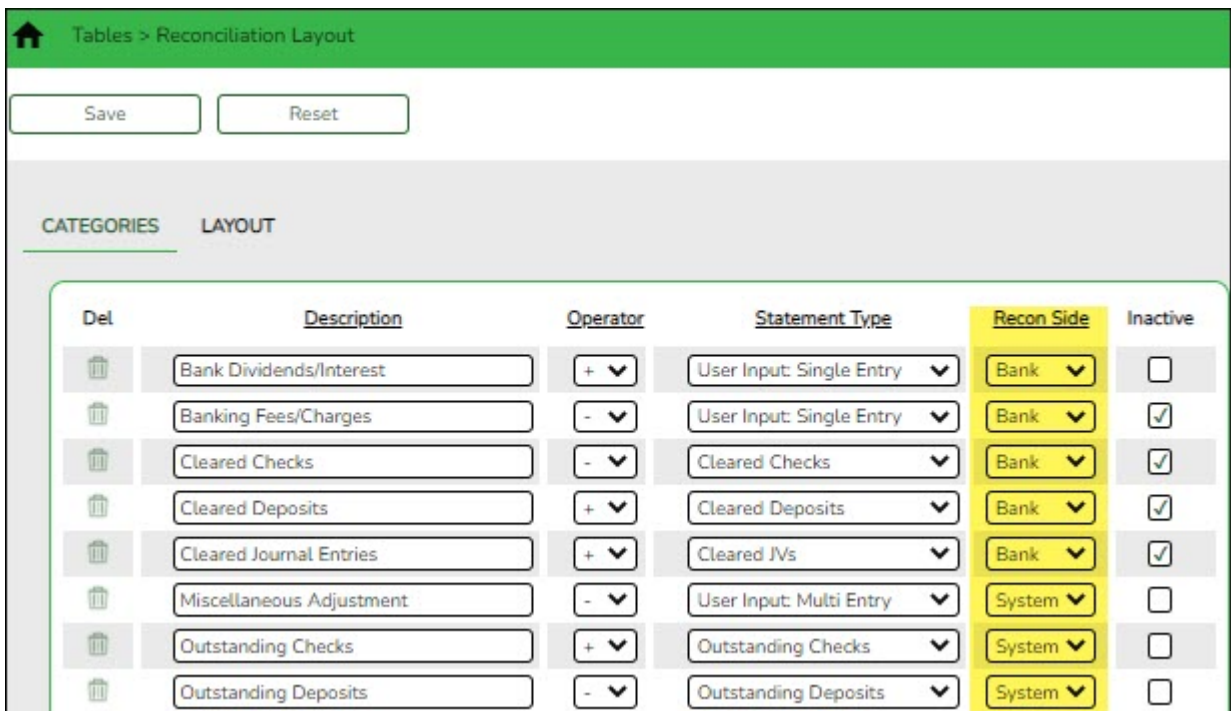 Tables > Reconciliation Layout
Save Reset
CATEGORIES LAYOUT
Del Description Operator Statement Type Recon Side Inactive
Bank Dividends/Interest + User Input: Single Entry Bank
Banking Fees/Charges - User Input: Single Entry Bank
Cleared Checks - Cleared Checks Bank
Cleared Deposits + Cleared Deposits Bank
Cleared Journal Entries + Cleared JVs Bank
Miscellaneous Adjustment - User Input: Multi Entry System
Outstanding Checks + Outstanding Checks System
Outstanding Deposits - Outstanding Deposits System